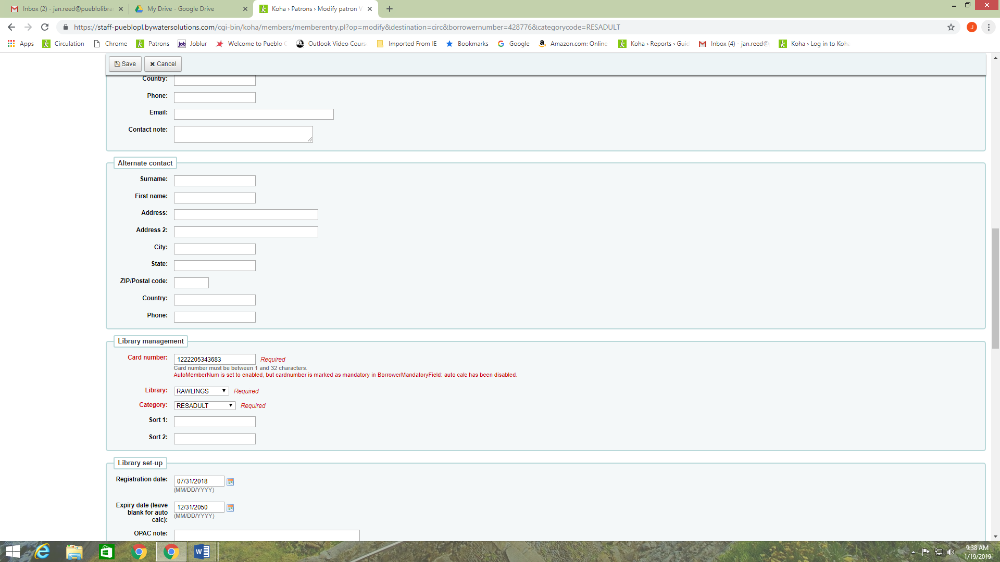 Inbox (2) - jan.reed@pueblolibra
My Drive - Google Drive
Koha › Patrons › Modify patron
https://staff-pueblopl.bywatersolutions.com/cgi-bin/koha/members/memberentry.pl?op=modify&destination=circ&borrowernumber=428776&categorycode=RESADULT
J
Apps
Circulation
Chrome
Patrons
job Joblur
Welcome to Pueblo
Outlook Video Cours
Imported From IE
Bookmarks
Google
Amazon.com: Online
Koha › Reports › Guid
Inbox (4) - jan.reed@
Koha › Log in to Koha
Save
Cancel
Country:
Phone:
Email:
Contact note:
Alternate contact
Surname:
First name:
Address:
Address 2:
City:
State:
ZIP/Postal code:
Country:
Phone:
Library management
Card number: 1222205343683 Required
Card number must be between 1 and 32 characters.
AutoMemberNum is set to enabled, but cardnumber is marked as mandatory in BorrowerMandatoryField: auto calc has been disabled.
Library: RAWLINGS Required
Category: RESADULT Required
Sort 1:
Sort 2:
Library set-up
Registration date: 07/31/2018
(MM/DD/YYYY)
Expiry date (leave blank for auto calc): 12/31/2050
(MM/DD/YYYY)
OPAC note:
9:38 AM
1/19/2019